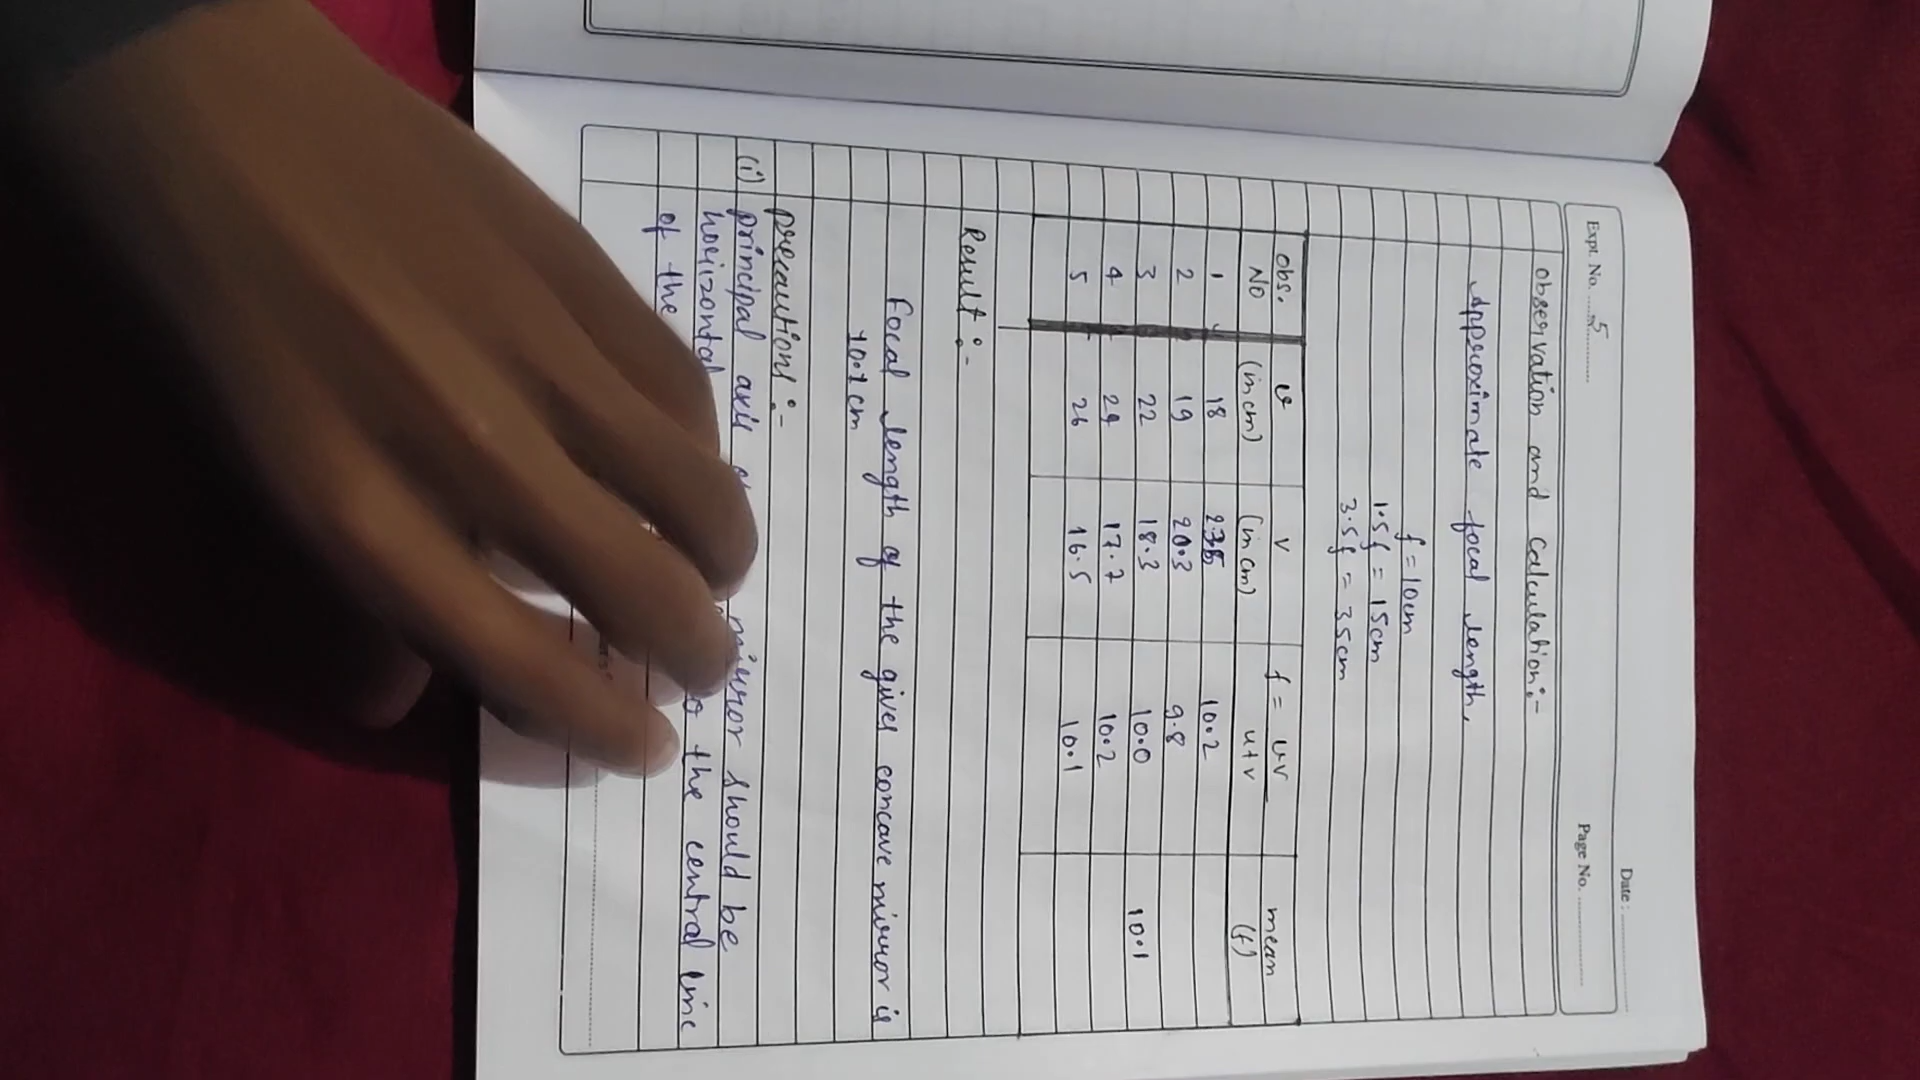 Date :
Expt. No. 5
Page No.
observation and calculation:-
Approximate focal length,
f = 10cm
1.5f = 15cm
3.5f = 35cm
obs. No u (in cm) v (in cm) f = uv/u+v mean (f)
1 18 10.2
2 19 20.3 9.8
3 22 18.3 10.0 10.1
4 24 17.7 10.2
5 26 16.5 10.1
Result :-
Focal length of the given concave mirror is
10.1 cm
precautions :-
(i) principal axis mirror should be
horizontal to the central line
of the